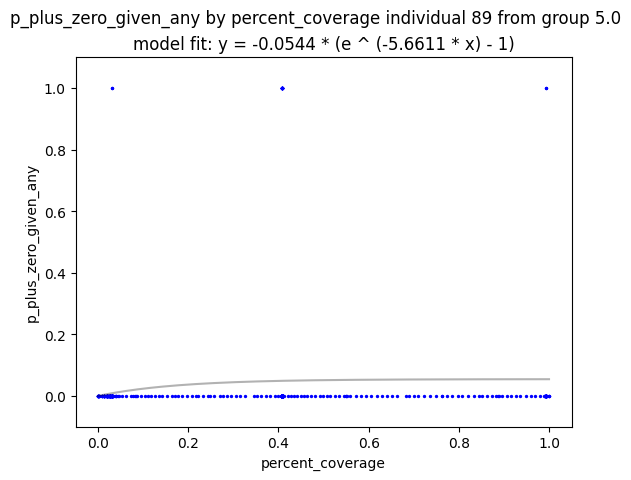 p_plus_zero_given_any by percent_coverage individual 89 from group 5.0
model fit: y = -0.0544 * (e ^ (-5.6611 * x) - 1)
1.0
0.8
0.6
0.4
0.2
0.0
p_plus_zero_given_any
0.0 0.2 0.4 0.6 0.8 1.0
percent_coverage